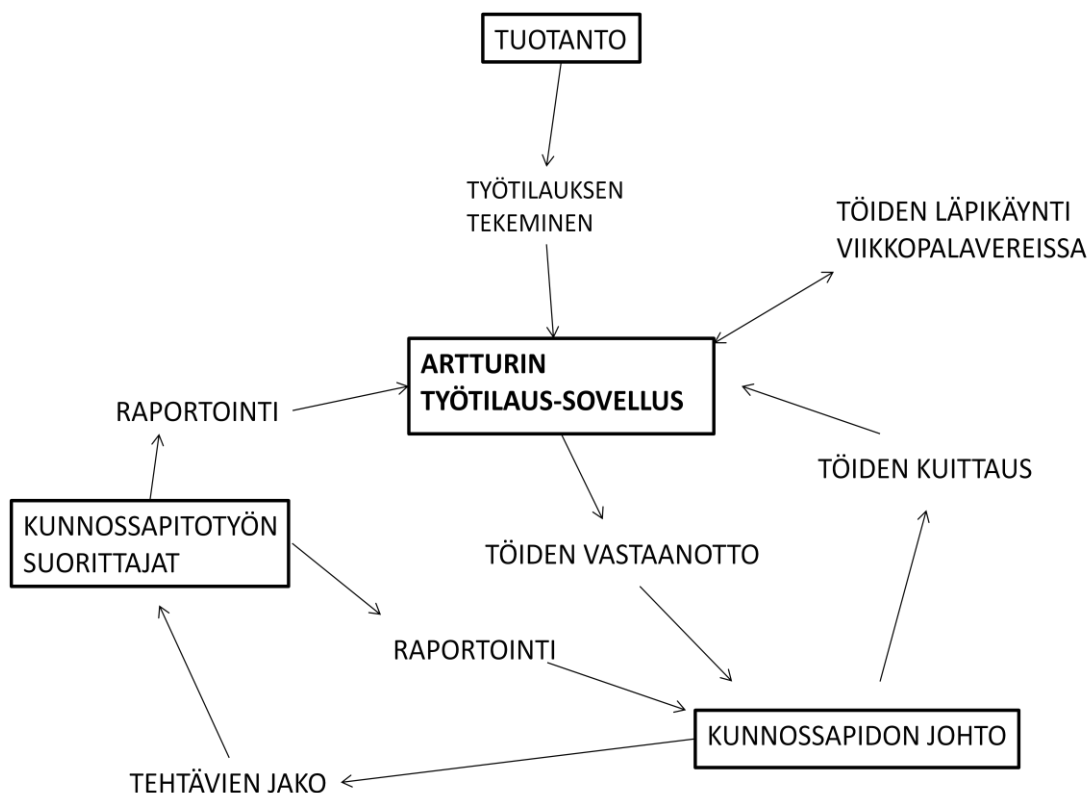 TUOTANTO
TYÖTILAUKSEN
TEKEMINEN
TÖIDEN LÄPIKÄYNTI
VIIKKOPALAVEREISSA
ARTTURIN
TYÖTILAUS-SOVELLUS
RAPORTOINTI
TÖIDEN KUITTAUS
KUNNOSSAPITOTYÖN
SUORITTAJAT
TÖIDEN VASTAANOTTO
RAPORTOINTI
KUNNOSSAPIDON JOHTO
TEHTÄVIEN JAKO